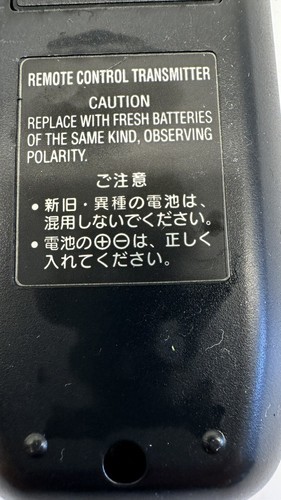 REMOTE CONTROL TRANSMITTER
CAUTION
REPLACE WITH FRESH BATTERIES
OF THE SAME KIND, OBSERVING
POLARITY.
ご注意
• 新旧・異種の電池は、
混用しないでください。
• 電池の⊕⊖は、正しく
入れてください。